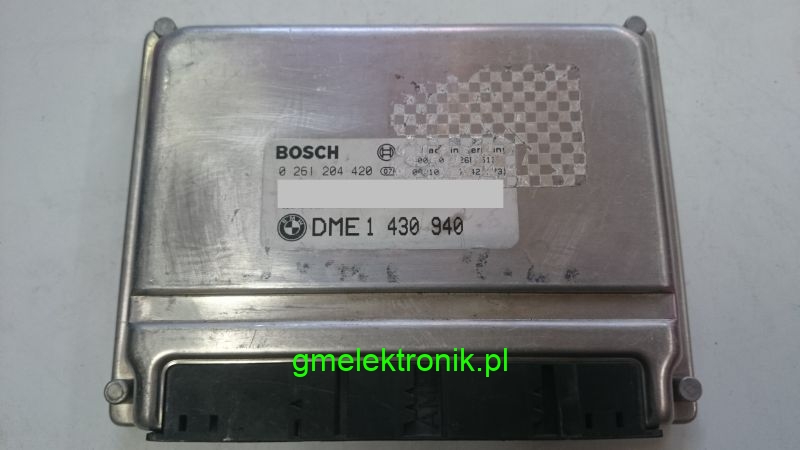 BOSCH
0 261 204 420
DME 1 430 940
gmelektronik.pl